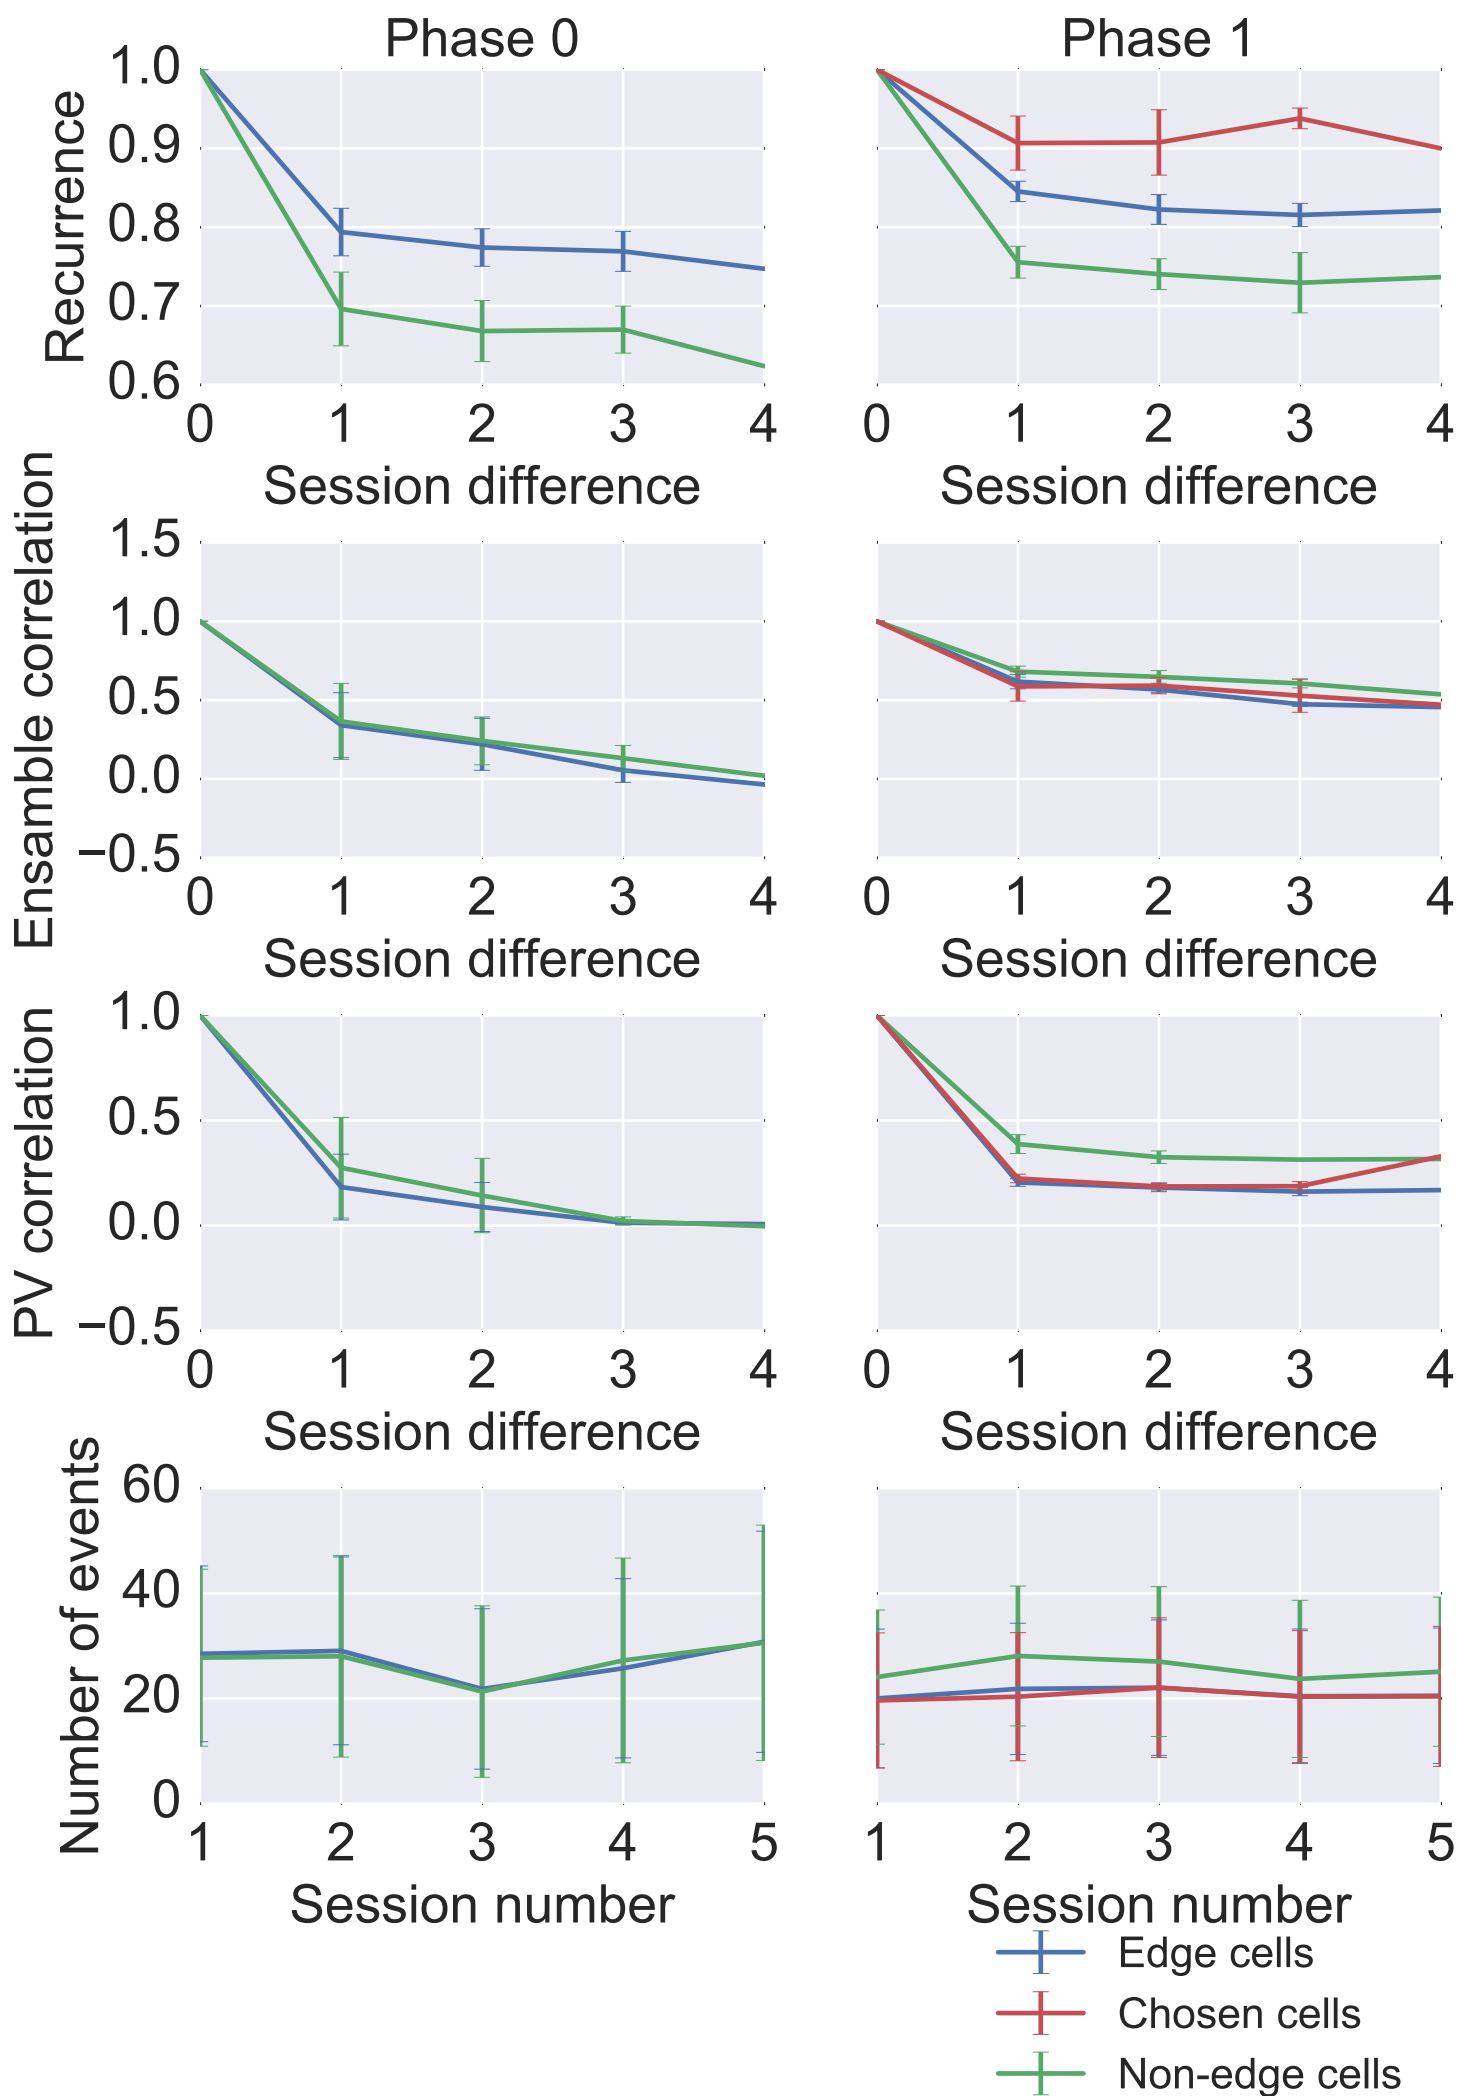 Phase 0
Phase 1
Recurrence
1.0
0.9
0.8
0.7
0.6
0 1 2 3 4
0 1 2 3 4
Session difference
Session difference
Ensamble correlation
1.5
1.0
0.5
0.0
−0.5
0 1 2 3 4
0 1 2 3 4
Session difference
Session difference
PV correlation
1.0
0.5
0.0
−0.5
0 1 2 3 4
0 1 2 3 4
Session difference
Session difference
Number of events
60
40
20
0
1 2 3 4 5
1 2 3 4 5
Session number
Session number
Edge cells
Chosen cells
Non-edge cells